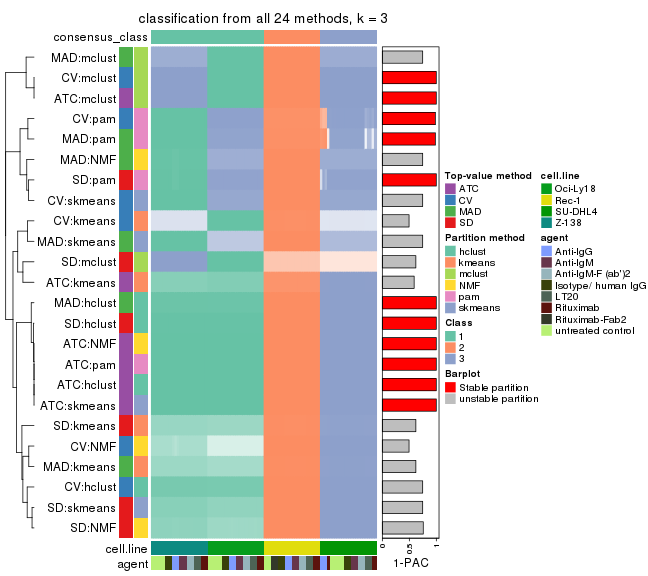 classification from all 24 methods, k = 3
consensus_class
MAD:mclust
CV:mclust
ATC:mclust
CV:pam
MAD:pam
MAD:NMF
SD:pam
CV:skmeans
CV:kmeans
MAD:skmeans
SD:mclust
ATC:kmeans
MAD:hclust
SD:hclust
ATC:NMF
ATC:pam
ATC:hclust
ATC:skmeans
SD:kmeans
CV:NMF
MAD:kmeans
CV:hclust
SD:skmeans
SD:NMF
cell.line
agent
0
0.5
1
1-PAC
Top-value method
ATC
CV
MAD
SD
Partition method
hclust
kmeans
mclust
NMF
pam
skmeans
Class
1
2
3
Barplot
Stable partition
unstable partition
cell.line
Oci-Ly18
Rec-1
SU-DHL4
Z-138
agent
Anti-IgG
Anti-IgM
Anti-IgM-F (ab')2
Isotype/ human IgG
LT20
Rituximab
Rituximab-Fab2
untreated control